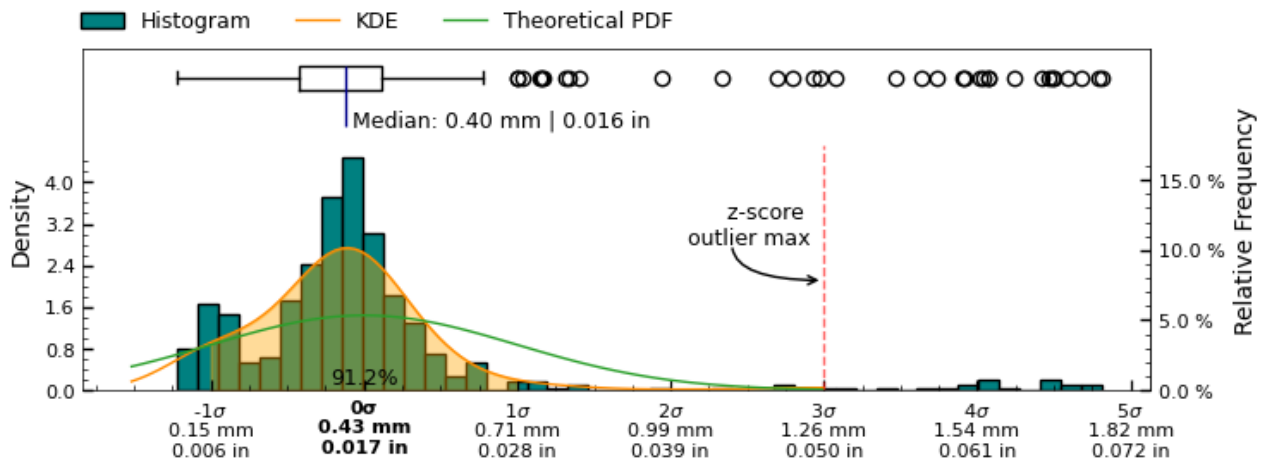 Histogram KDE Theoretical PDF
Median: 0.40 mm | 0.016 in
Density
4.0
3.2
2.4
1.6
0.8
0.0
z-score
outlier max
91.2%
15.0 %
10.0 %
5.0 %
0.0 %
Relative Frequency
-1σ 0σ 1σ 2σ 3σ 4σ 5σ
0.15 mm 0.43 mm 0.71 mm 0.99 mm 1.26 mm 1.54 mm 1.82 mm
0.006 in 0.017 in 0.028 in 0.039 in 0.050 in 0.061 in 0.072 in